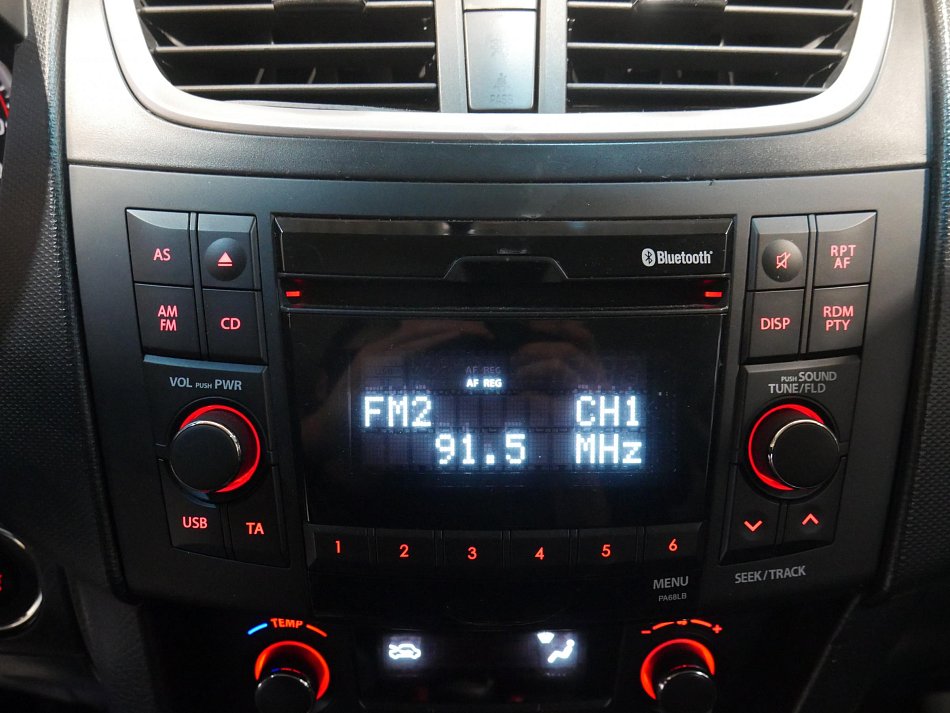 PASS
Bluetooth
AS
AM
FM
CD
RPT
AF
DISP
RDM
PTY
VOL PUSH PWR
PUSH SOUND
TUNE/FLD
AF REG
FM2 CH1
91.5 MHz
USB
TA
1 2 3 4 5 6
SEEK/TRACK
MENU
PA68LB
TEMP
- +